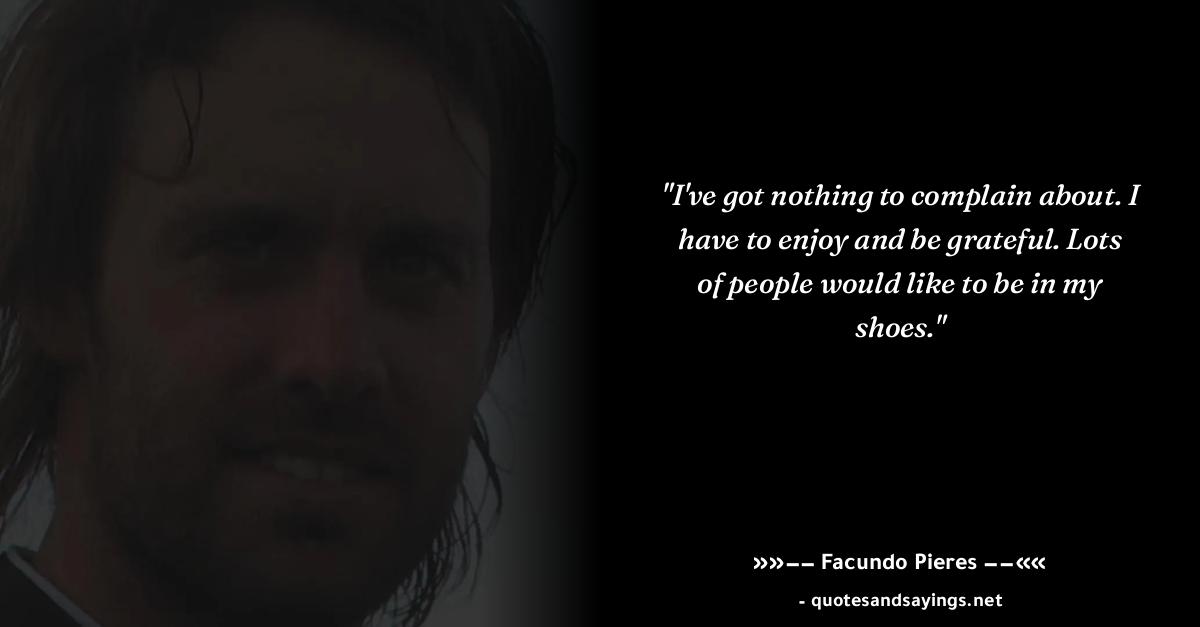 "I've got nothing to complain about. I
have to enjoy and be grateful. Lots
of people would like to be in my
shoes."
»»−− Facundo Pieres −−««
- quotesandsayings.net